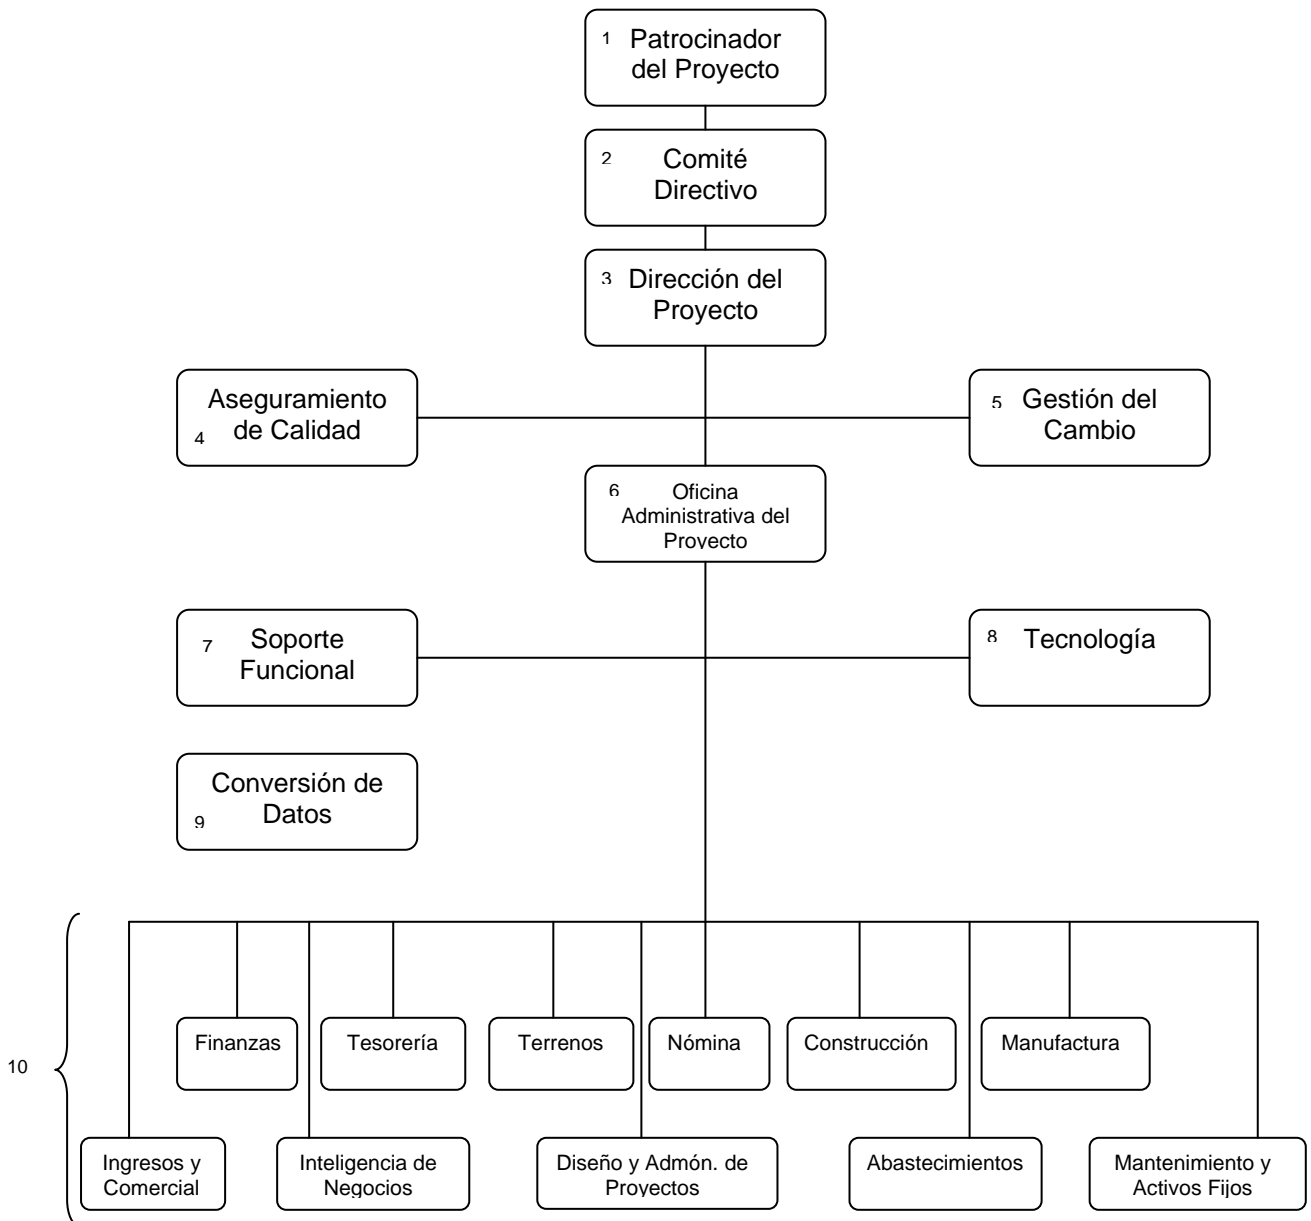 1 Patrocinador
del Proyecto
2 Comité
Directivo
3 Dirección del
Proyecto
Aseguramiento
4 de Calidad
5 Gestión del
Cambio
6 Oficina
Administrativa del
Proyecto
7 Soporte
Funcional
8 Tecnología
Conversión de
9 Datos
10
Finanzas
Tesorería
Terrenos
Nómina
Construcción
Manufactura
Ingresos y
Comercial
Inteligencia de
Negocios
Diseño y Admón. de
Proyectos
Abastecimientos
Mantenimiento y
Activos Fijos